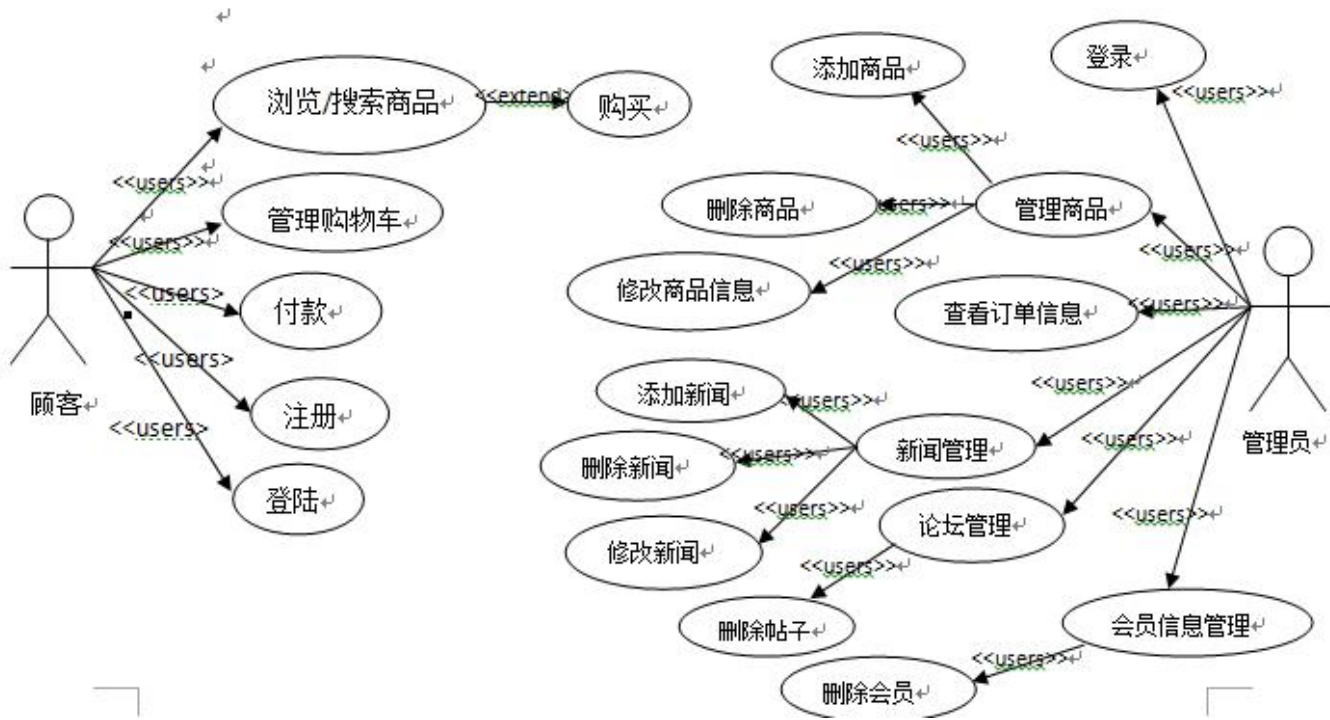 浏览/搜索商品
<<extend>
购买
<<users>>
管理购物车
<<users>>
付款
<<users>
注册
<<users>
登陆
<<users>
顾客
添加商品
登录
<<users>>
<<users>>
删除商品
users>>
管理商品
<<users>>
修改商品信息
<<users>>
查看订单信息
<<users>>
添加新闻
<users>>
<<users>>
删除新闻
<<users>>
新闻管理
<<users>>
管理员
修改新闻
<<users>>
论坛管理
<<users>>
<<users>>
删除帖子
会员信息管理
<<users>>
删除会员